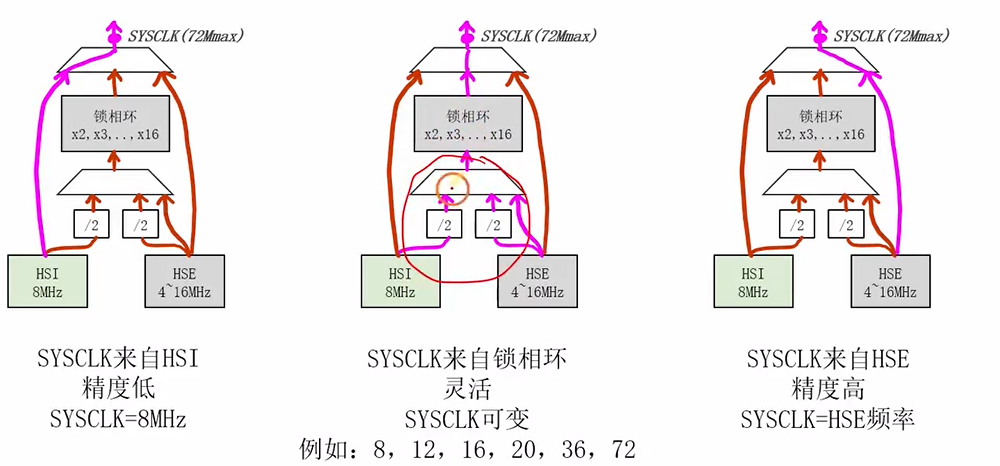 SYSCLK(72Mmax)
锁相环
x2,x3,..,x16
/2
/2
HSI
8MHz
HSE
4~16MHz
SYSCLK来自HSI
精度低
SYSCLK=8MHz
SYSCLK(72Mmax)
锁相环
x2,x3,..,x16
/2
/2
HSI
8MHz
HSE
4~16MHz
SYSCLK来自锁相环
灵活
SYSCLK可变
例如：8，12，16，20，36，72
SYSCLK(72Mmax)
锁相环
x2,x3,..,x16
/2
/2
HSI
8MHz
HSE
4~16MHz
SYSCLK来自HSE
精度高
SYSCLK=HSE频率